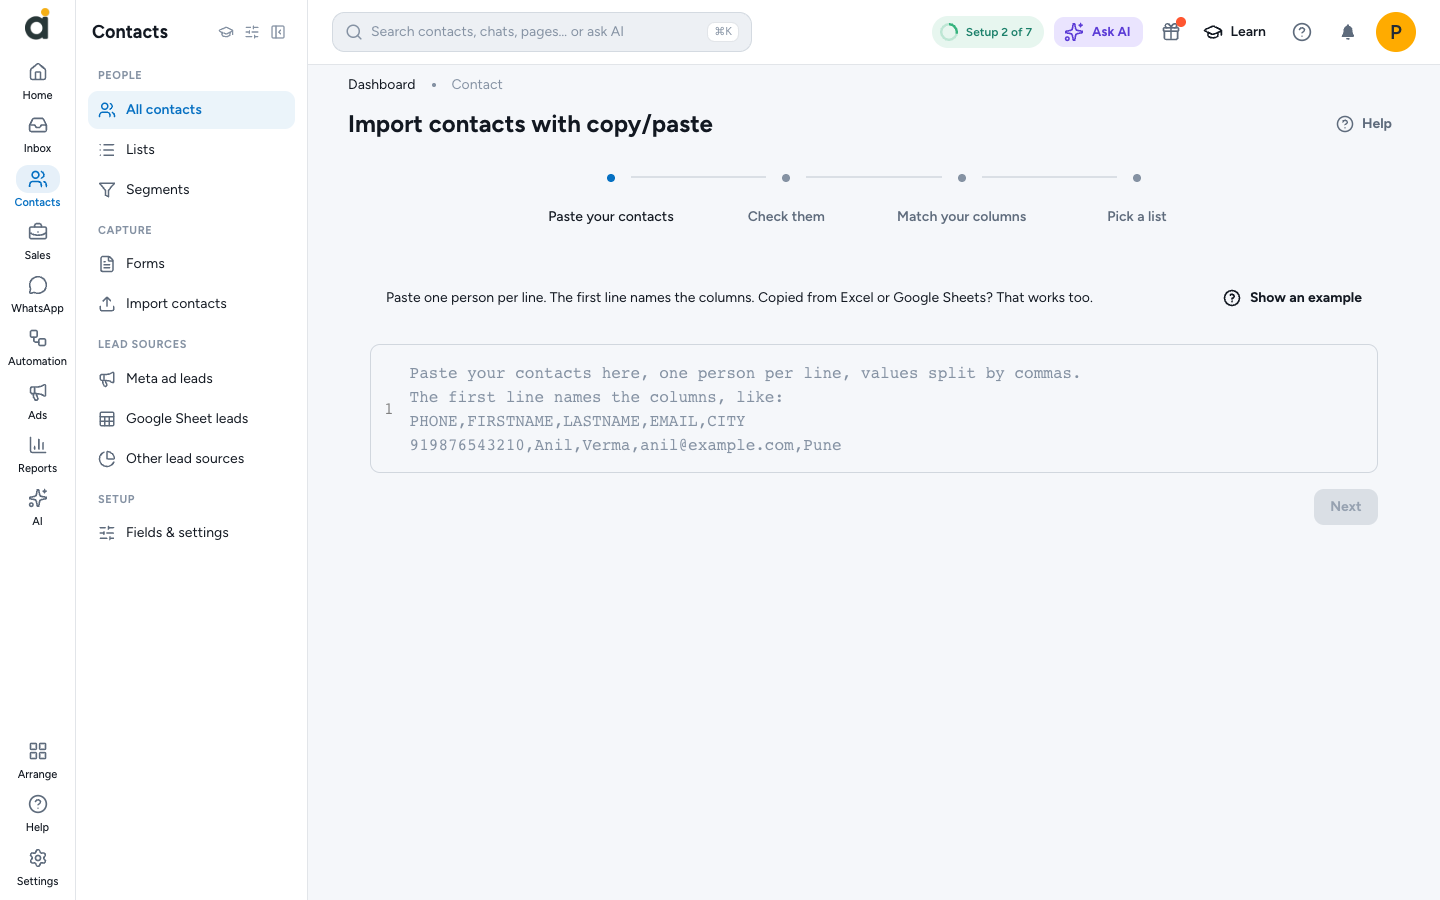 Contacts
Search contacts, chats, pages... or ask AI
⌘K
Setup 2 of 7
Ask AI
Learn
P
Home
Inbox
Contacts
Sales
WhatsApp
Automation
Ads
Reports
AI
Arrange
Help
Settings
PEOPLE
All contacts
Lists
Segments
CAPTURE
Forms
Import contacts
LEAD SOURCES
Meta ad leads
Google Sheet leads
Other lead sources
SETUP
Fields & settings
Dashboard • Contact
Import contacts with copy/paste
Help
Paste your contacts
Check them
Match your columns
Pick a list
Paste one person per line. The first line names the columns. Copied from Excel or Google Sheets? That works too.
Show an example
1
Paste your contacts here, one person per line, values split by commas.
The first line names the columns, like:
PHONE,FIRSTNAME,LASTNAME,EMAIL,CITY
919876543210,Anil,Verma,anil@example.com,Pune
Next